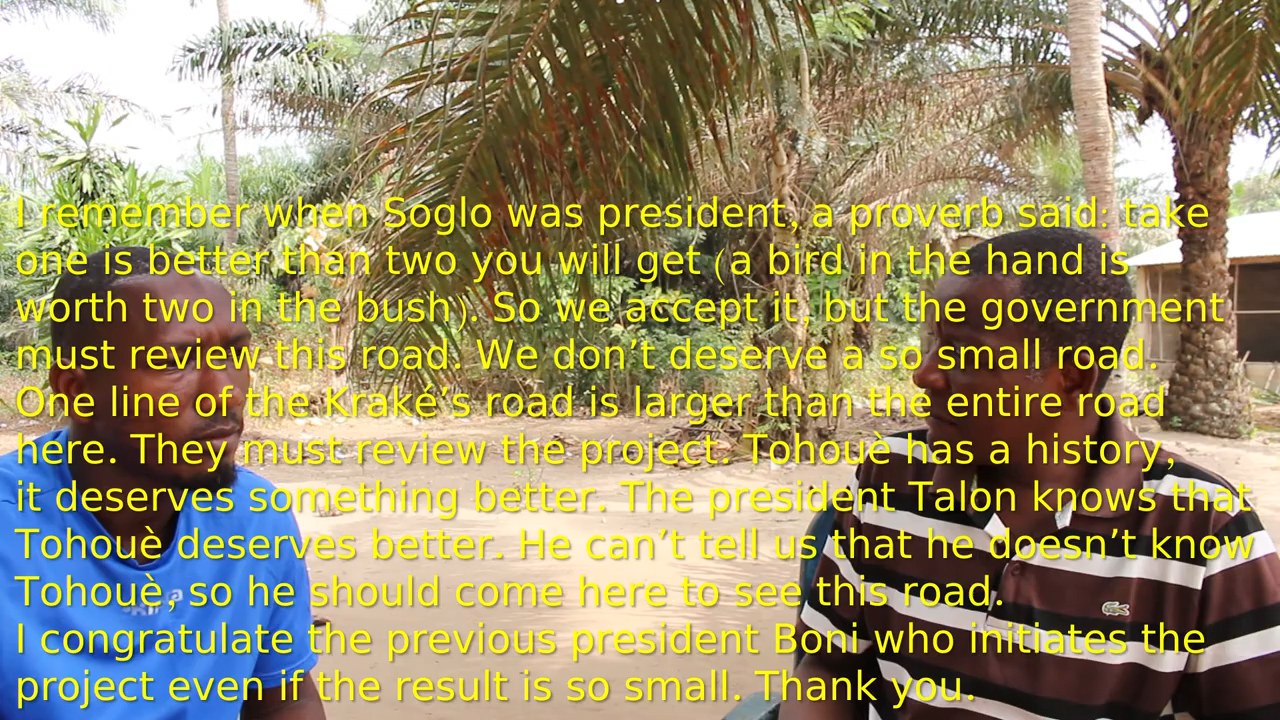 I remember when Soglo was president, a proverb said: take
one is better than two you will get (a bird in the hand is
worth two in the bush). So we accept it, but the government
must review this road. We don't deserve a so small road.
One line of the Kraké's road is larger than the entire road
here. They must review the project. Tohouè has a history,
it deserves something better. The president Talon knows that
Tohouè deserves better. He can't tell us that he doesn't know
Tohouè, so he should come here to see this road.
I congratulate the previous president Boni who initiates the
project even if the result is so small. Thank you.